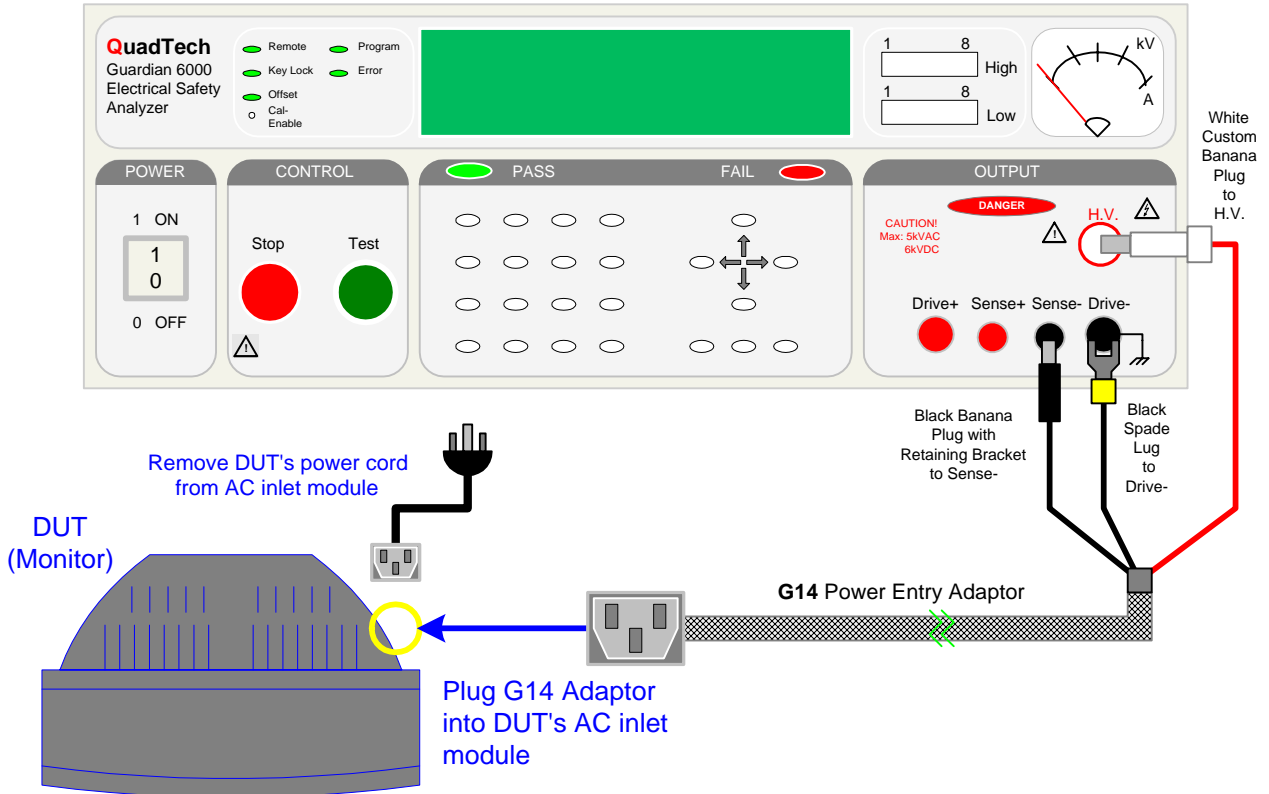 QuadTech
Guardian 6000
Electrical Safety
Analyzer
Remote
Program
Key Lock
Error
Offset
Cal-
Enable
1 8
High
1 8
Low
kV
A
POWER
1 ON
1
0
0 OFF
CONTROL
Stop
Test
PASS
FAIL
OUTPUT
DANGER
CAUTION!
Max: 5kVAC
6kVDC
H.V.
Drive+
Sense+
Sense-
Drive-
White
Custom
Banana
Plug
to
H.V.
Black Banana
Plug with
Retaining Bracket
to Sense-
Black
Spade
Lug
to
Drive-
Remove DUT's power cord
from AC inlet module
DUT
(Monitor)
G14 Power Entry Adaptor
Plug G14 Adaptor
into DUT's AC inlet
module